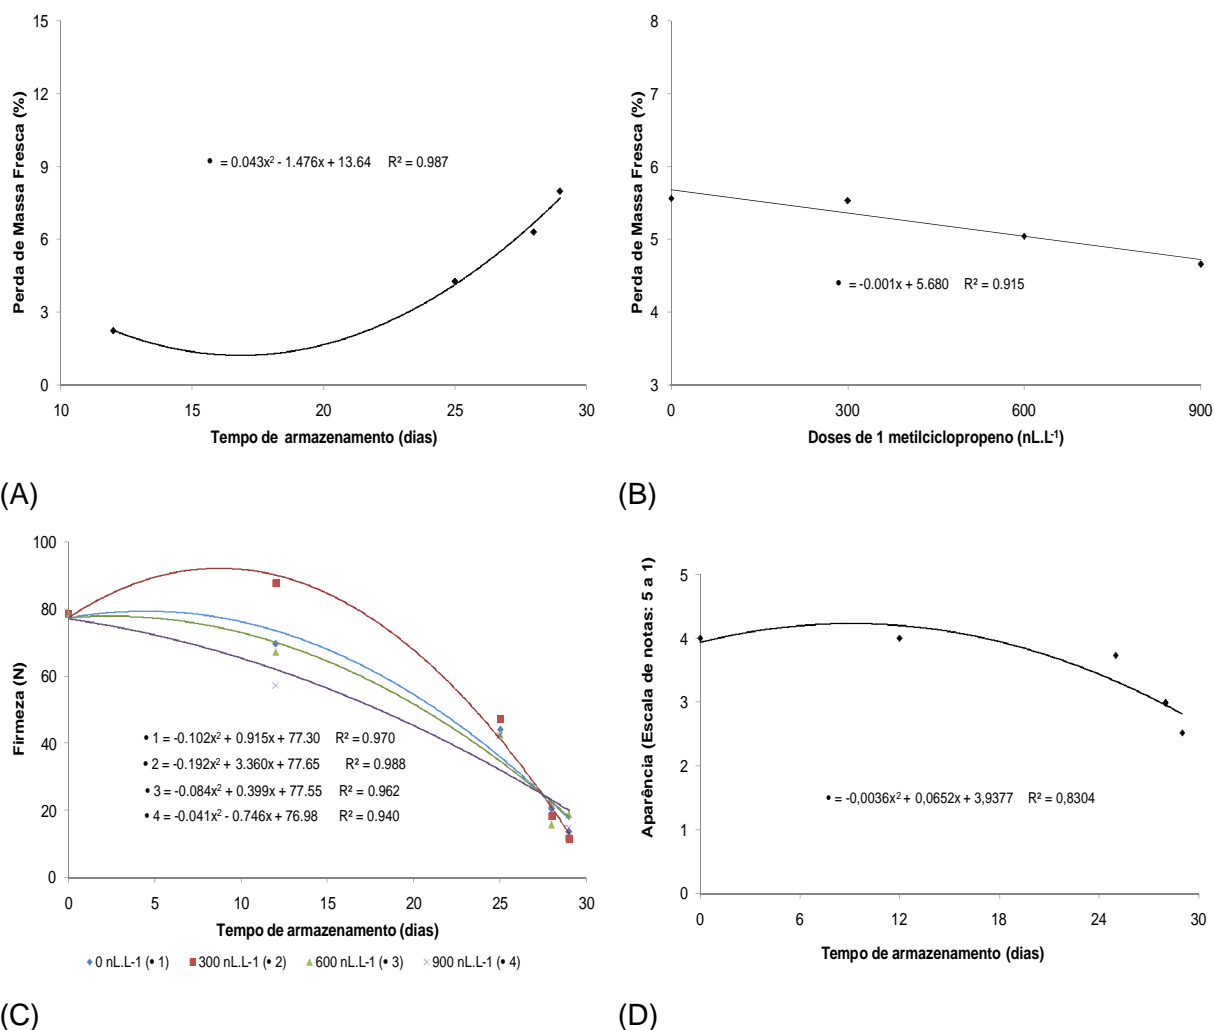 Perda de Massa Fresca (%)
15
12
9
6
3
0
• = 0.043x² - 1.476x + 13.64 R² = 0.987
10 15 20 25 30
Tempo de armazenamento (dias)
(A)
Perda de Massa Fresca (%)
8
7
6
5
4
3
• = -0.001x + 5.680 R² = 0.915
0 300 600 900
Doses de 1 metilciclopropeno (nL.L⁻¹)
(B)
Firmeza (N)
100
80
60
40
20
0
• 1 = -0.102x² + 0.915x + 77.30 R² = 0.970
• 2 = -0.192x² + 3.360x + 77.65 R² = 0.988
• 3 = -0.084x² + 0.399x + 77.55 R² = 0.962
• 4 = -0.041x² - 0.746x + 76.98 R² = 0.940
0 5 10 15 20 25 30
Tempo de armazenamento (dias)
0 nL.L-1 (• 1) 300 nL.L-1 (• 2) 600 nL.L-1 (• 3) 900 nL.L-1 (• 4)
(C)
Aparência (Escala de notas: 5 a 1)
5
4
3
2
1
0
• = -0,0036x² + 0,0652x + 3,9377 R² = 0,8304
0 6 12 18 24 30
Tempo de armazenamento (dias)
(D)